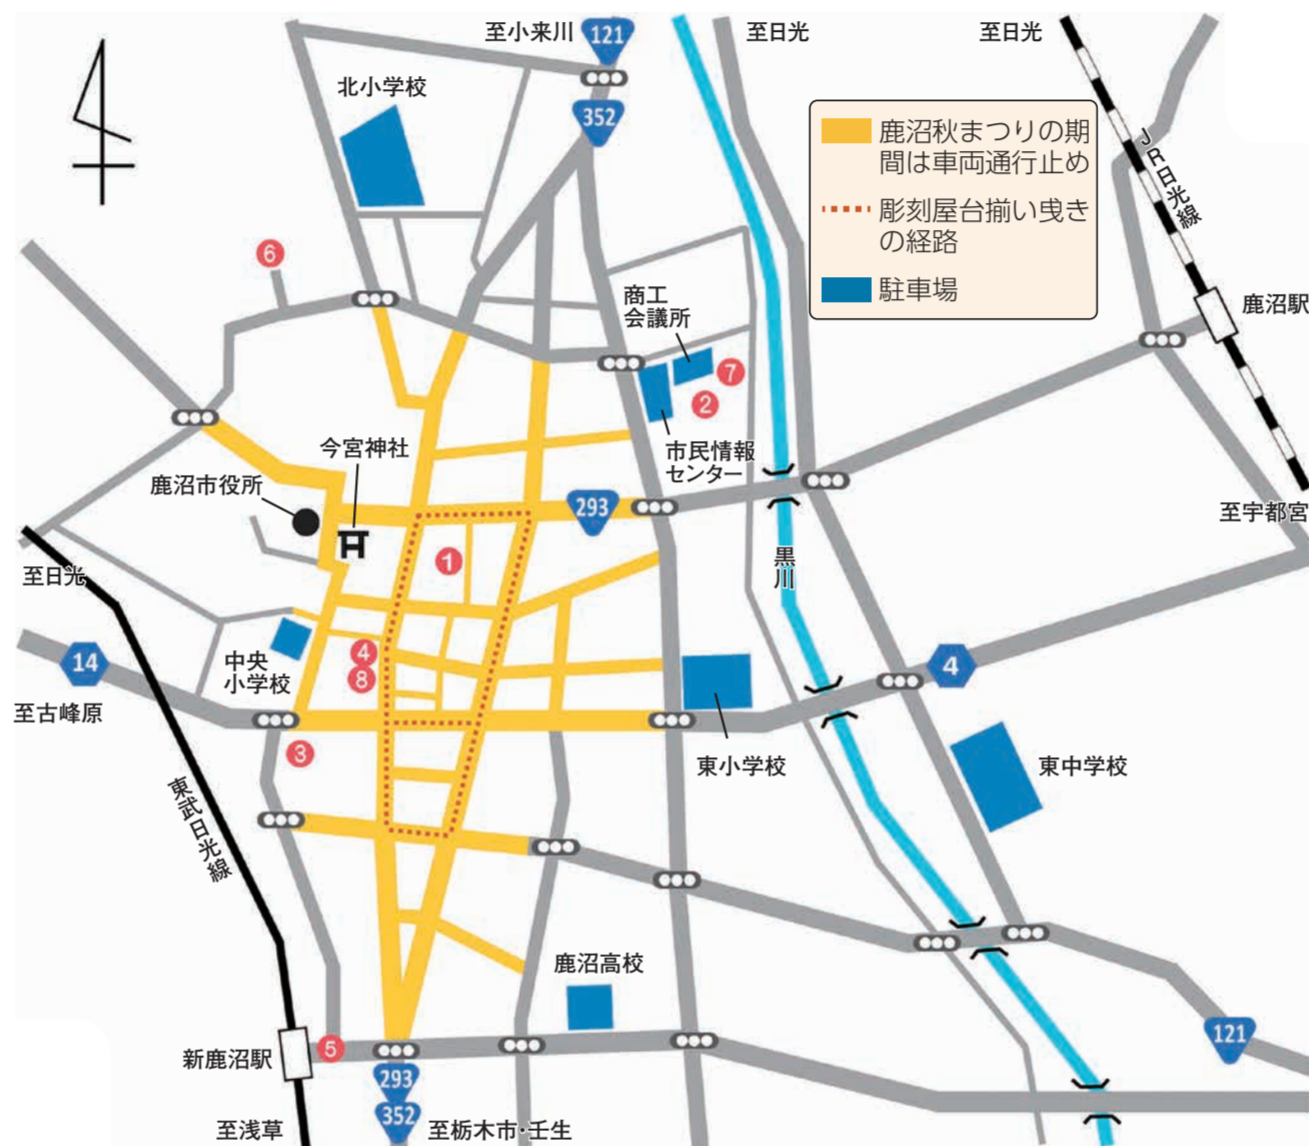 至小来川
121
至日光
至日光
352
北小学校
鹿沼秋まつりの期
間は車両通行止め
彫刻屋台揃い曳き
の経路
駐車場
JR日光線
6
商工
会議所
鹿沼駅
7
2
今宮神社
市民情報
センター
鹿沼市役所
293
至宇都宮
1
黒川
至日光
14
中央
小学校
4
8
4
至古峰原
3
東小学校
東中学校
東武日光線
鹿沼高校
新鹿沼駅
5
121
293
352
至浅草
至栃木市・壬生